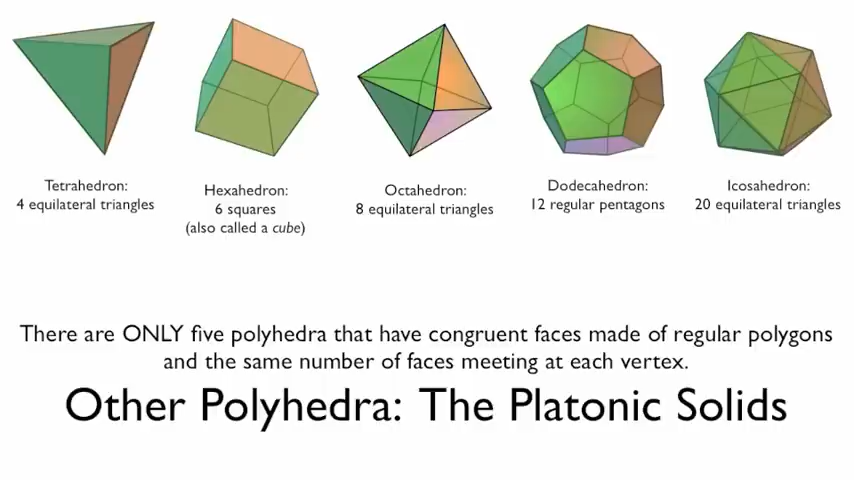 Tetrahedron:
4 equilateral triangles
Hexahedron:
6 squares
(also called a cube)
Octahedron:
8 equilateral triangles
Dodecahedron:
12 regular pentagons
Icosahedron:
20 equilateral triangles
There are ONLY five polyhedra that have congruent faces made of regular polygons
and the same number of faces meeting at each vertex.
Other Polyhedra: The Platonic Solids